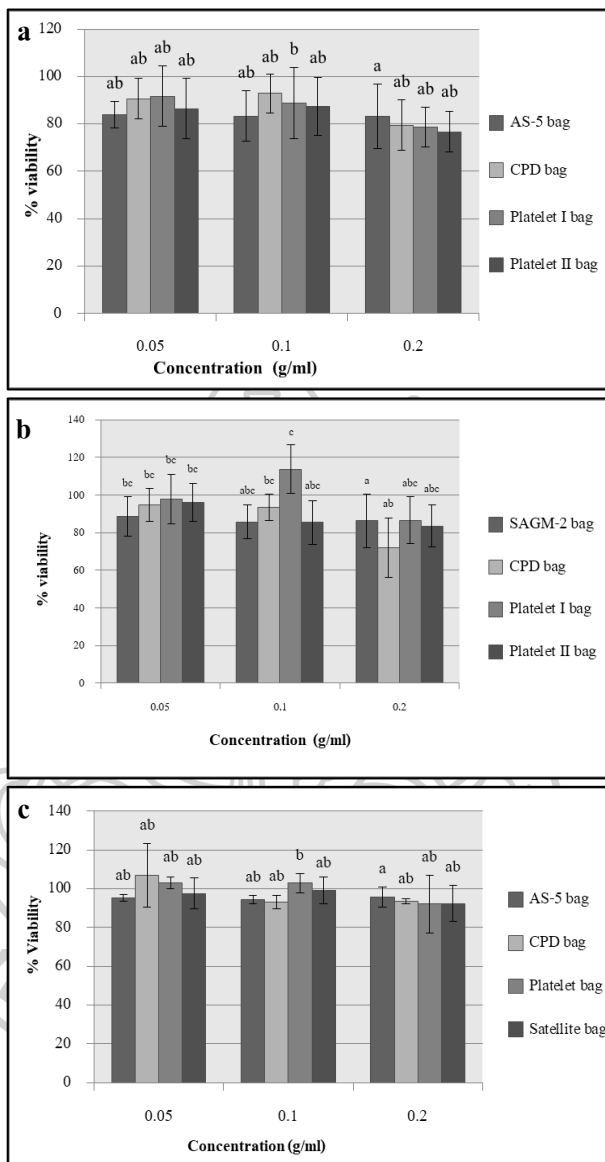 a
120
100
80
60
40
20
0
% viability
ab ab ab ab
ab ab b ab
a ab ab ab
0.05 0.1 0.2
Concentration (g/ml)
AS-5 bag
CPD bag
Platelet I bag
Platelet II bag
b
140
120
100
80
60
40
20
0
% viability
bc bc bc bc
abc bc c abc
a ab abc abc
0.05 0.1 0.2
Concentration (g/ml)
SAGM-2 bag
CPD bag
Platelet I bag
Platelet II bag
c
140
120
100
80
60
40
20
0
% Viability
ab ab ab ab
ab ab b ab
a ab ab ab
0.05 0.1 0.2
Concentration (g/ml)
AS-5 bag
CPD bag
Platelet bag
Satellite bag